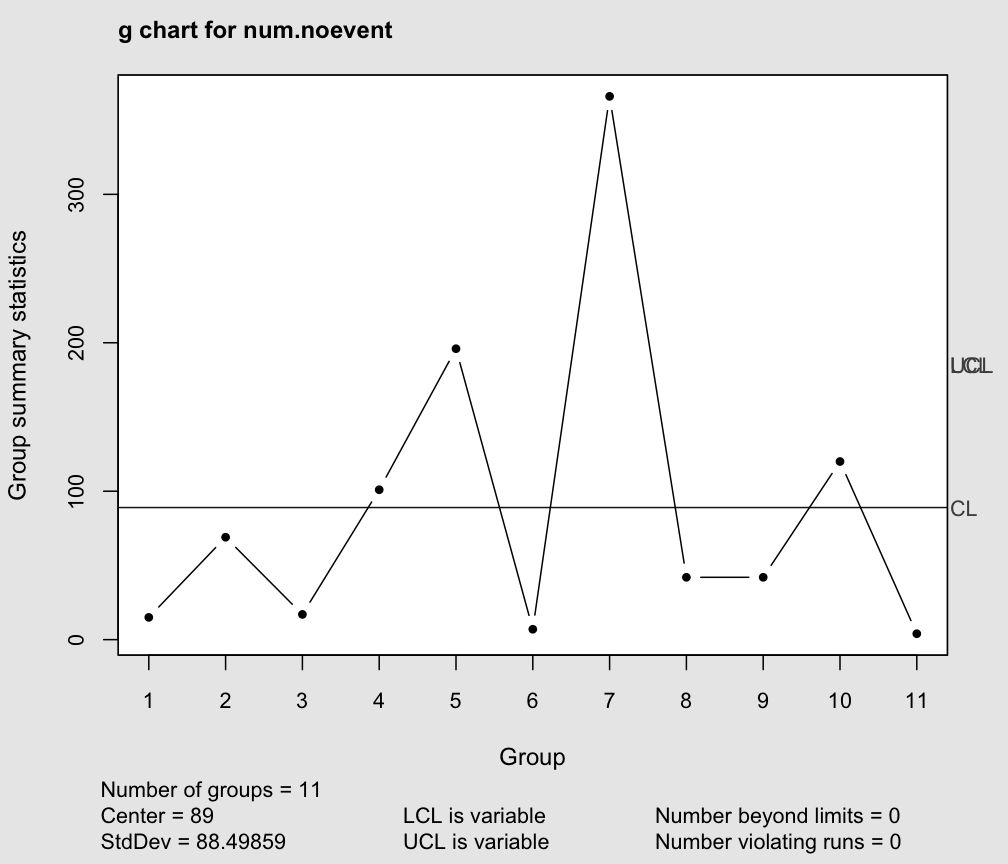 g chart for num.noevent
Group summary statistics
300
200
100
0
UCL
LCL
CL
1 2 3 4 5 6 7 8 9 10 11
Group
Number of groups = 11
Center = 89 LCL is variable Number beyond limits = 0
StdDev = 88.49859 UCL is variable Number violating runs = 0